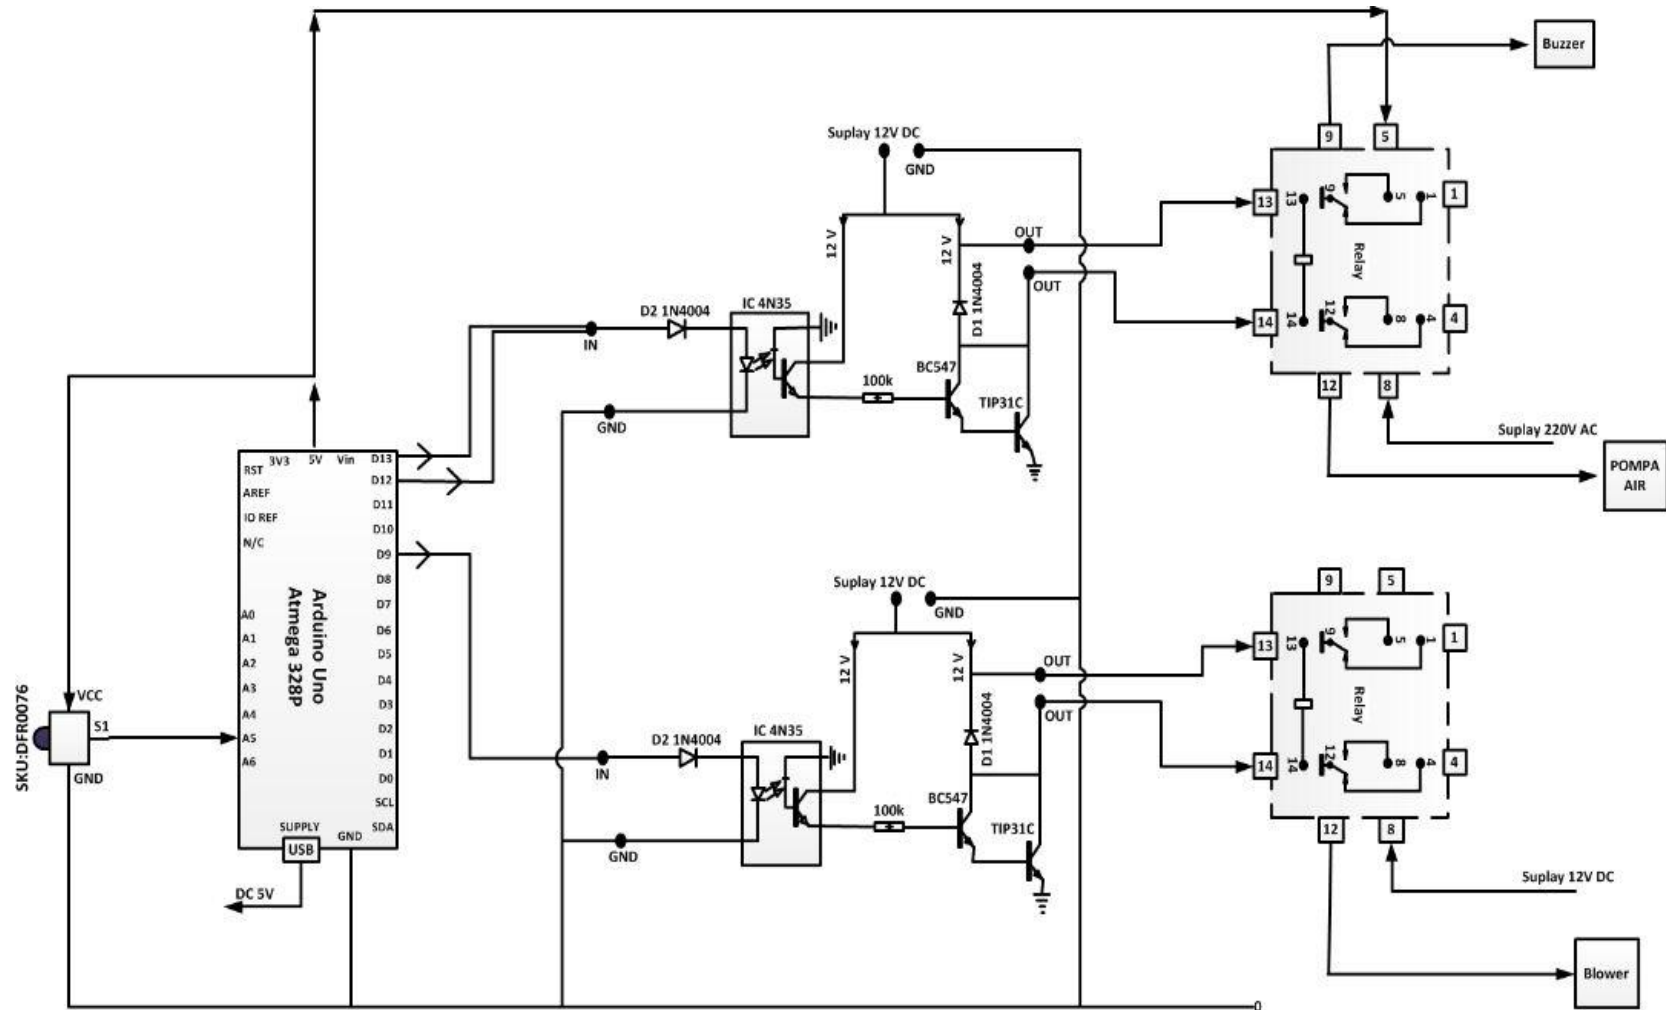 Buzzer
Suplay 12V DC
GND
9
5
13
14
1
4
13
9
5
1
Relay
14
12
8
4
12
8
OUT
OUT
12 V
12 V
D1 1N4004
IC 4N35
D2 1N4004
IN
GND
100k
BC547
TIP31C
Suplay 220V AC
POMPA
AIR
3V3
5V
Vin
RST
AREF
IO REF
N/C
A0
A1
A2
A3
A4
A5
A6
Arduino Uno
Atmega 328P
D13
D12
D11
D10
D9
D8
D7
D6
D5
D4
D3
D2
D1
D0
SCL
SDA
SUPPLY
USB
GND
DC 5V
SKU:DFR0076
VCC
S1
GND
Suplay 12V DC
GND
12 V
12 V
OUT
OUT
D1 1N4004
D2 1N4004
IC 4N35
IN
GND
100k
BC547
TIP31C
9
5
13
14
1
4
13
9
5
1
Relay
14
12
8
4
12
8
Suplay 12V DC
Blower
0